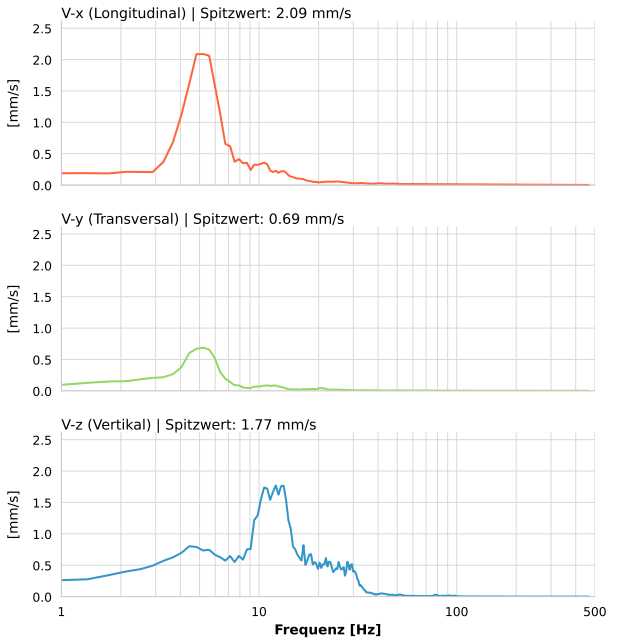 V-x (Longitudinal) | Spitzwert: 2.09 mm/s
2.5
2.0
1.5
1.0
0.5
0.0
[mm/s]
V-y (Transversal) | Spitzwert: 0.69 mm/s
2.5
2.0
1.5
1.0
0.5
0.0
[mm/s]
V-z (Vertikal) | Spitzwert: 1.77 mm/s
2.5
2.0
1.5
1.0
0.5
0.0
[mm/s]
1 10 100 500
Frequenz [Hz]